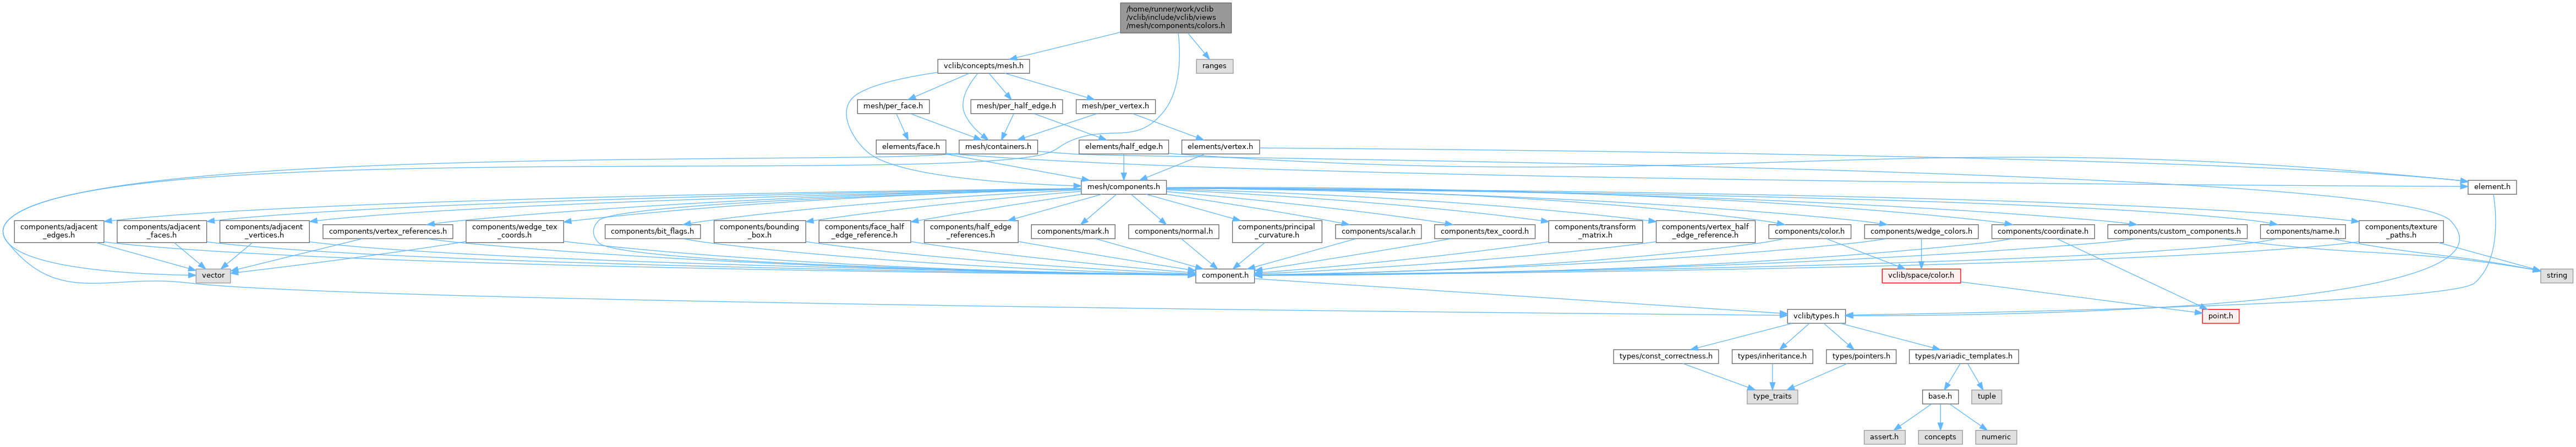 /home/runner/work/vclib
/vclib/include/vclib/views
/mesh/components/colors.h
vclib/concepts/mesh.h
ranges
mesh/per_face.h
mesh/per_half_edge.h
mesh/per_vertex.h
elements/face.h
mesh/containers.h
elements/half_edge.h
elements/vertex.h
mesh/components.h
element.h
components/adjacent
_edges.h
components/adjacent
_faces.h
components/adjacent
_vertices.h
components/vertex_references.h
components/wedge_tex
_coords.h
components/bit_flags.h
components/bounding
_box.h
components/face_half
_edge_reference.h
components/half_edge
_references.h
components/mark.h
components/normal.h
components/principal
_curvature.h
components/scalar.h
components/tex_coord.h
components/transform
_matrix.h
components/vertex_half
_edge_reference.h
components/color.h
components/wedge_colors.h
components/coordinate.h
components/custom_components.h
components/name.h
components/texture
_paths.h
vector
component.h
vclib/space/color.h
string
vclib/types.h
point.h
types/const_correctness.h
types/inheritance.h
types/pointers.h
types/variadic_templates.h
type_traits
base.h
tuple
assert.h
concepts
numeric